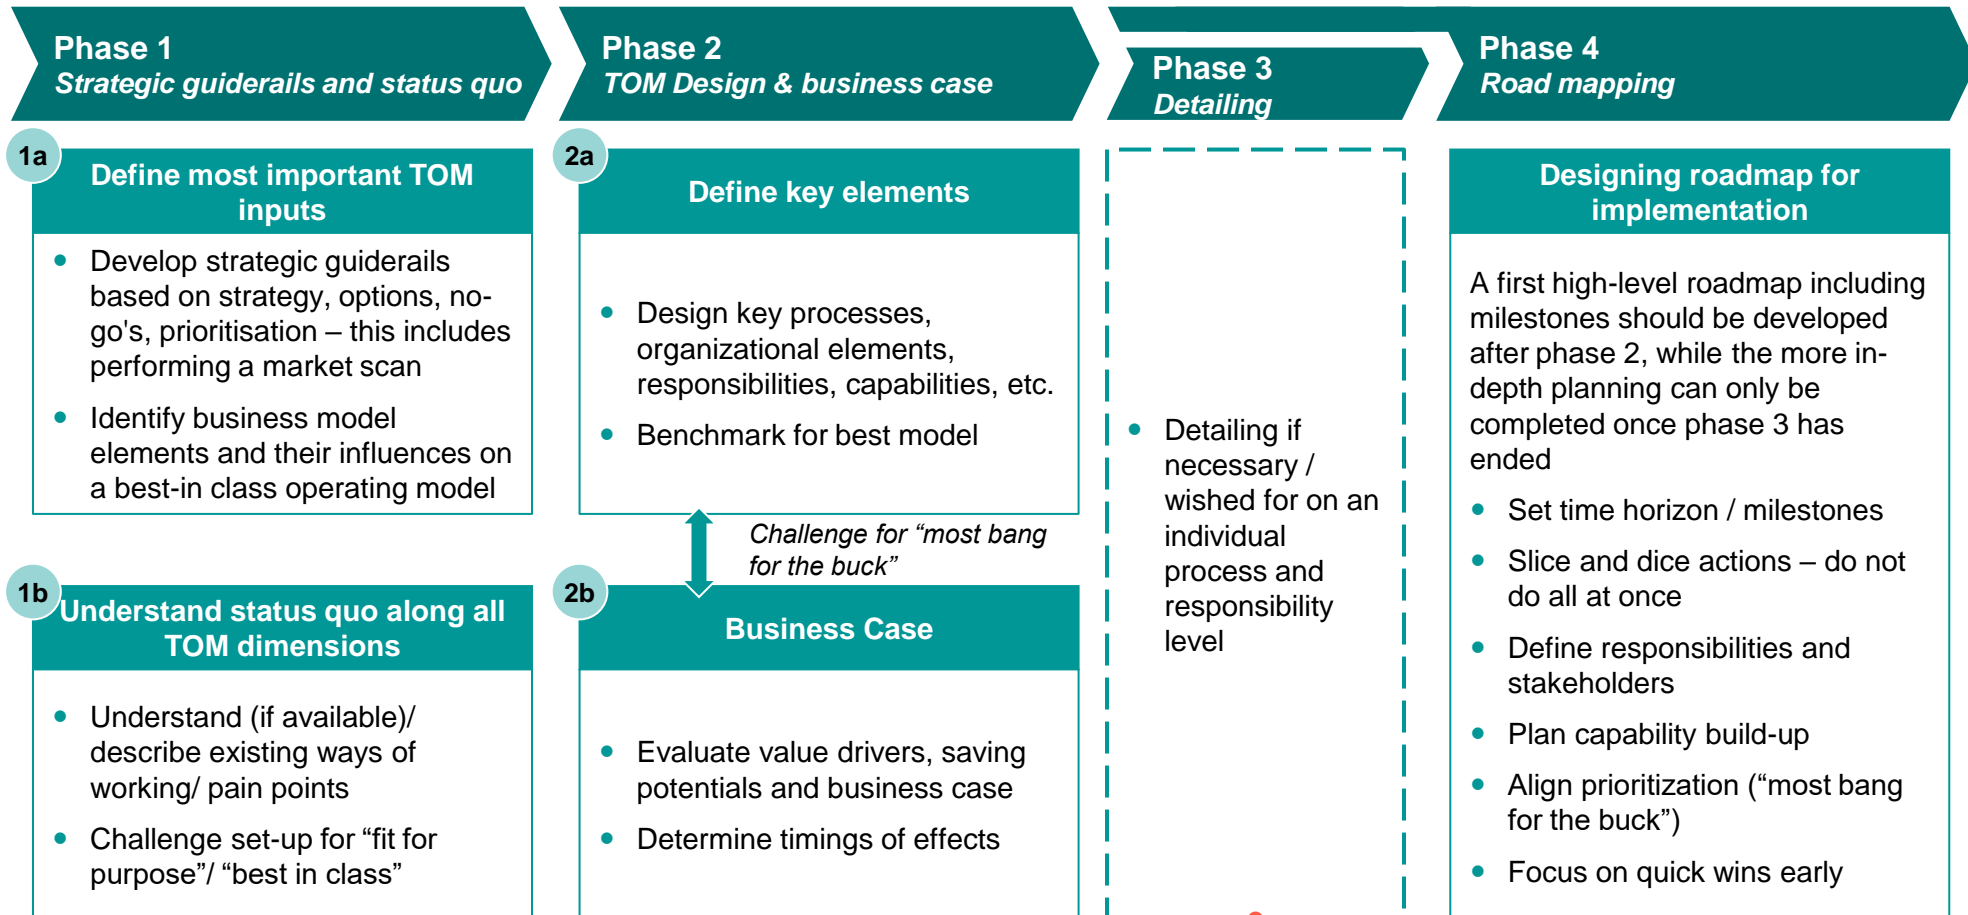 Phase 1
Strategic guiderails and status quo
Phase 2
TOM Design & business case
Phase 3
Detailing
Phase 4
Road mapping
1a
Define most important TOM
inputs
• Develop strategic guiderails
based on strategy, options, no-
go's, prioritisation – this includes
performing a market scan
• Identify business model
elements and their influences on
a best-in class operating model
1b
Understand status quo along all
TOM dimensions
• Understand (if available)/
describe existing ways of
working/ pain points
• Challenge set-up for “fit for
purpose”/ “best in class”
2a
Define key elements
• Design key processes,
organizational elements,
responsibilities, capabilities, etc.
• Benchmark for best model
Challenge for “most bang
for the buck”
2b
Business Case
• Evaluate value drivers, saving
potentials and business case
• Determine timings of effects
• Detailing if
necessary /
wished for on an
individual
process and
responsibility
level
Designing roadmap for
implementation
A first high-level roadmap including
milestones should be developed
after phase 2, while the more in-
depth planning can only be
completed once phase 3 has
ended
• Set time horizon / milestones
• Slice and dice actions – do not
do all at once
• Define responsibilities and
stakeholders
• Plan capability build-up
• Align prioritization (“most bang
for the buck”)
• Focus on quick wins early